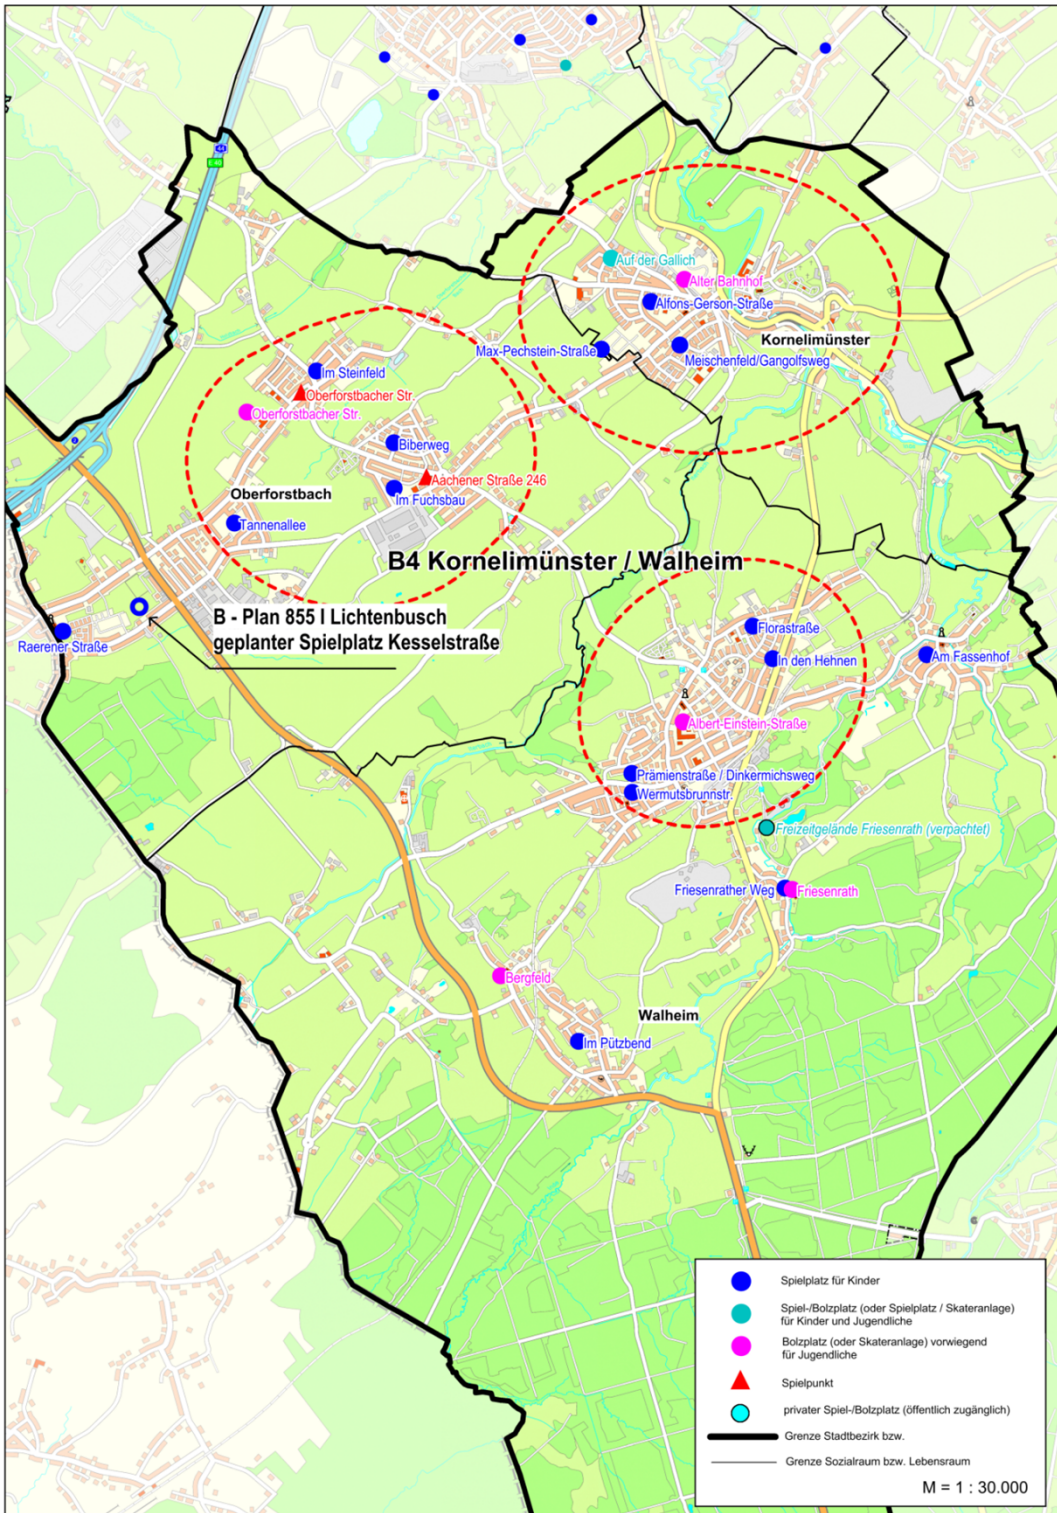 44
E 40
Auf der Gallich
Alter Bahnhof
Alfons-Gerson-Straße
Kornelimünster
Max-Pechstein-Straße
Meischenfeld/Gangolfsweg
Im Steinfeld
Oberforstbacher Str.
Oberforstbacher Str.
Biberweg
Aachener Straße 246
Oberforstbach
Im Fuchsbau
Tannenallee
B4 Kornelimünster / Walheim
B - Plan 855 I Lichtenbusch
geplanter Spielplatz Kesselstraße
Raerener Straße
Florastraße
In den Hehnen
Am Fassenhof
Albert-Einstein-Straße
Prämienstraße / Dinkermichsweg
Wermutsbrunnstr.
Freizeitgelände Friesenrath (verpachtet)
Friesenrather Weg
Friesenrath
Bergfeld
Walheim
Im Pützbend
Spielplatz für Kinder
Spiel-/Bolzplatz (oder Spielplatz / Skateranlage)
für Kinder und Jugendliche
Bolzplatz (oder Skateranlage) vorwiegend
für Jugendliche
Spielpunkt
privater Spiel-/Bolzplatz (öffentlich zugänglich)
Grenze Stadtbezirk bzw.
Grenze Sozialraum bzw. Lebensraum
M = 1 : 30.000